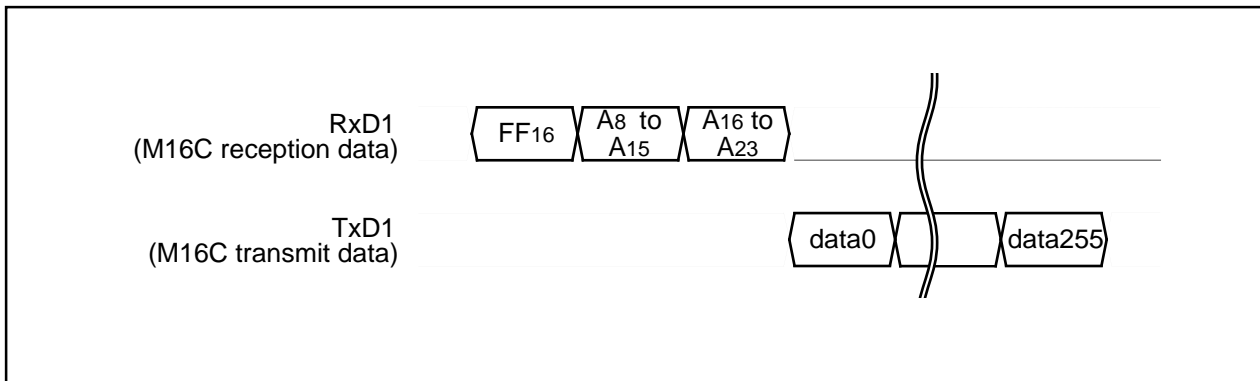 RxD1
(M16C reception data)
FF16
A8 to
A15
A16 to
A23
TxD1
(M16C transmit data)
data0
data255